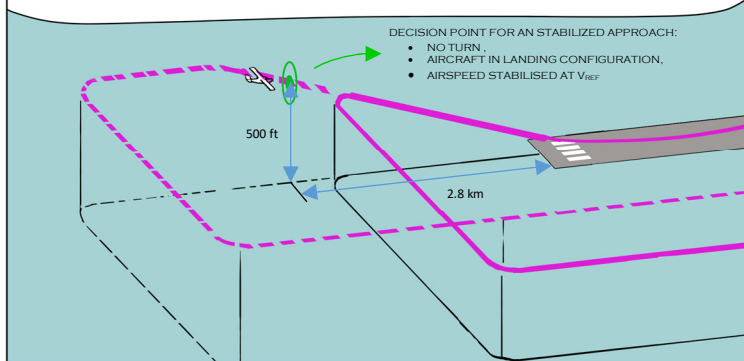 DECISION POINT FOR AN STABILIZED APPROACH:
• NO TURN ,
• AIRCRAFT IN LANDING CONFIGURATION,
• AIRSPEED STABILISED AT VREF
500 ft
2.8 km